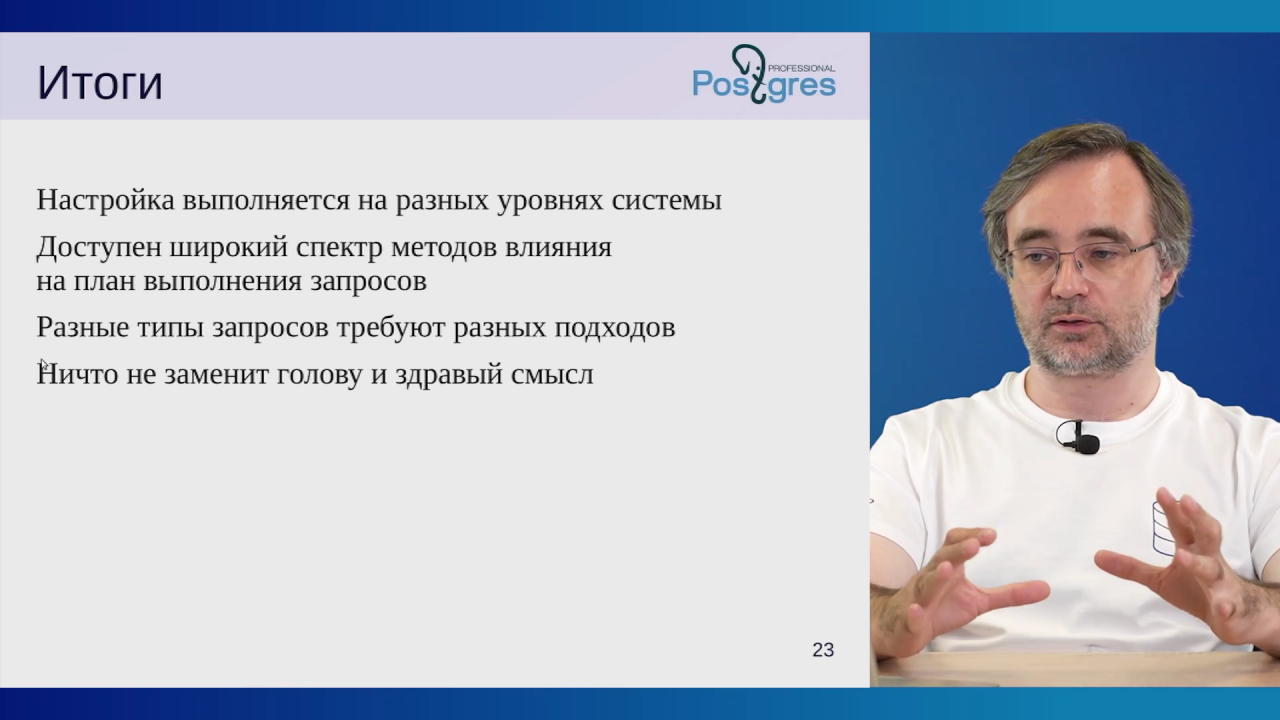 Итоги
PROFESSIONAL
Postgres
Настройка выполняется на разных уровнях системы
Доступен широкий спектр методов влияния
на план выполнения запросов
Разные типы запросов требуют разных подходов
Ничто не заменит голову и здравый смысл
23